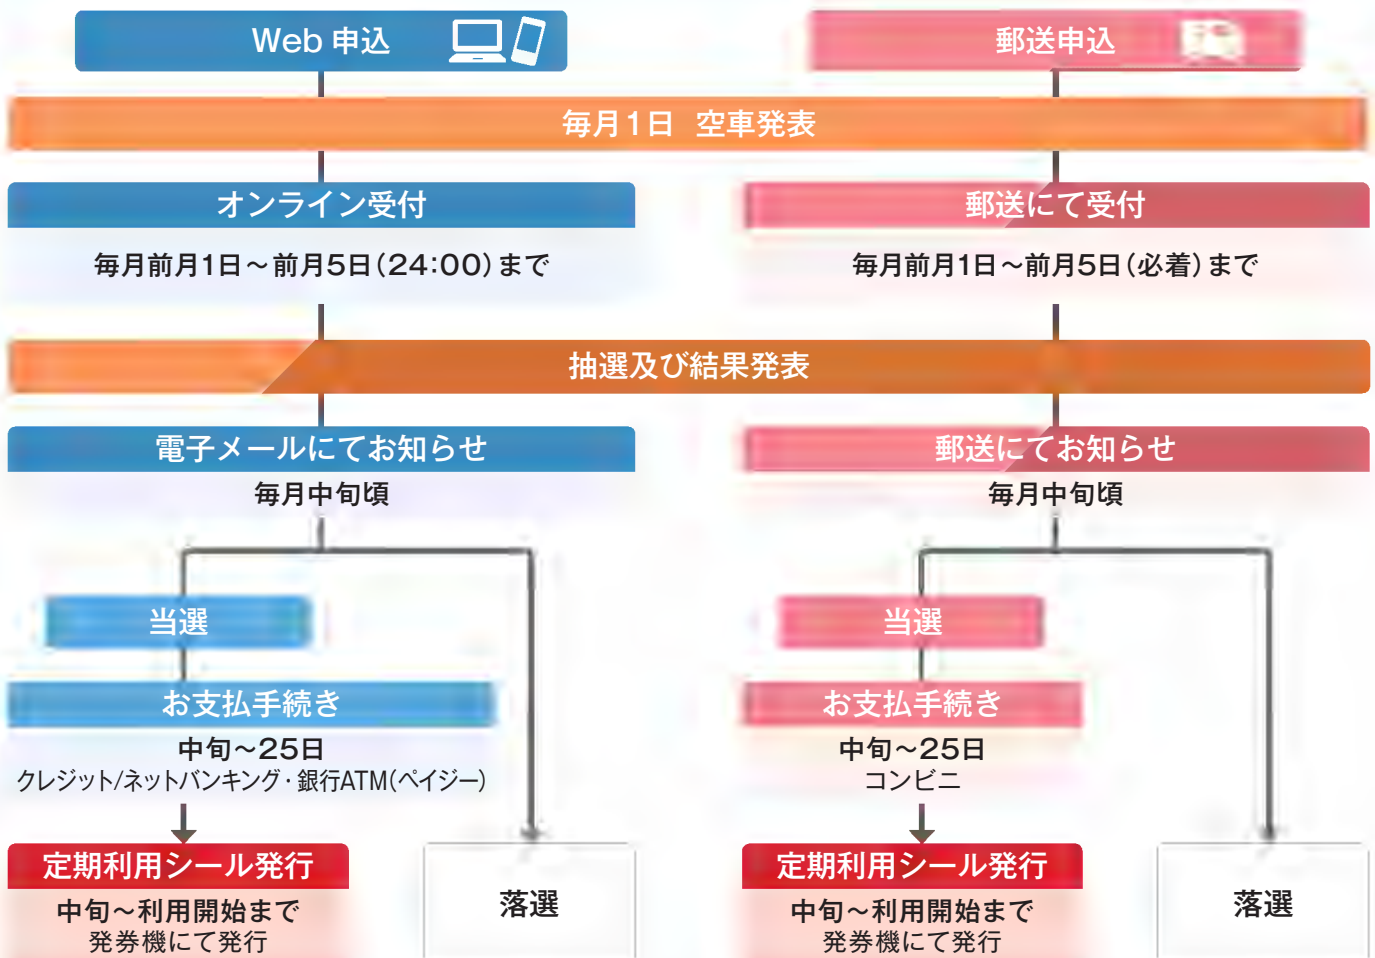 Web 申込
郵送申込
毎月1日 空車発表
オンライン受付
郵送にて受付
毎月前月1日～前月5日(24:00)まで
毎月前月1日～前月5日(必着)まで
抽選及び結果発表
電子メールにてお知らせ
郵送にてお知らせ
毎月中旬頃
毎月中旬頃
当選
当選
お支払手続き
お支払手続き
中旬～25日
クレジット/ネットバンキング・銀行ATM(ペイジー)
中旬～25日
コンビニ
定期利用シール発行
中旬～利用開始まで
発券機にて発行
落選
定期利用シール発行
中旬～利用開始まで
発券機にて発行
落選